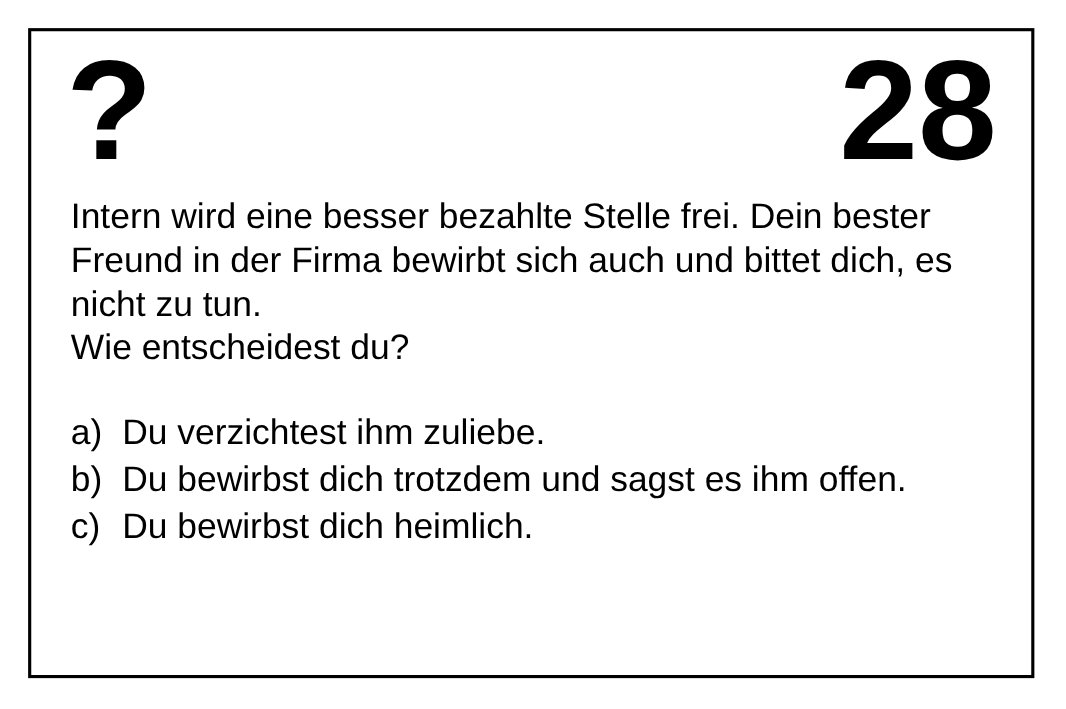 ? 28
Intern wird eine besser bezahlte Stelle frei. Dein bester
Freund in der Firma bewirbt sich auch und bittet dich, es
nicht zu tun.
Wie entscheidest du?
a) Du verzichtest ihm zuliebe.
b) Du bewirbst dich trotzdem und sagst es ihm offen.
c) Du bewirbst dich heimlich.